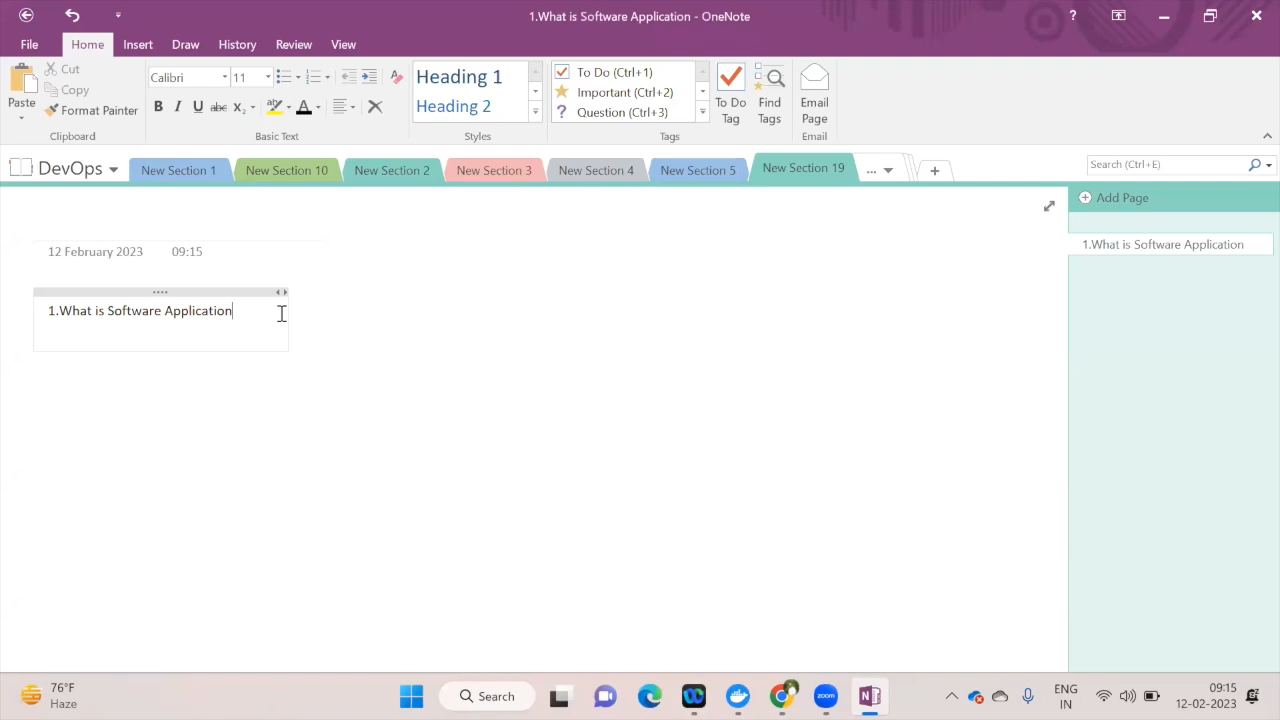 1.What is Software Application - OneNote
?
File Home Insert Draw History Review View
Paste
Cut
Copy
Format Painter
Clipboard
Calibri 11
B I U abc X₂ A
Basic Text
Heading 1
Heading 2
Styles
To Do (Ctrl+1)
Important (Ctrl+2)
? Question (Ctrl+3)
Tags
To Do Tag
Find Tags
Email Page
Email
DevOps
New Section 1 New Section 10 New Section 2 New Section 3 New Section 4 New Section 5 New Section 19 ...
Search (Ctrl+E)
Add Page
1.What is Software Application
12 February 2023 09:15
1.What is Software Application
76°F
Haze
Search
zoom
N
ENG
IN
09:15
12-02-2023